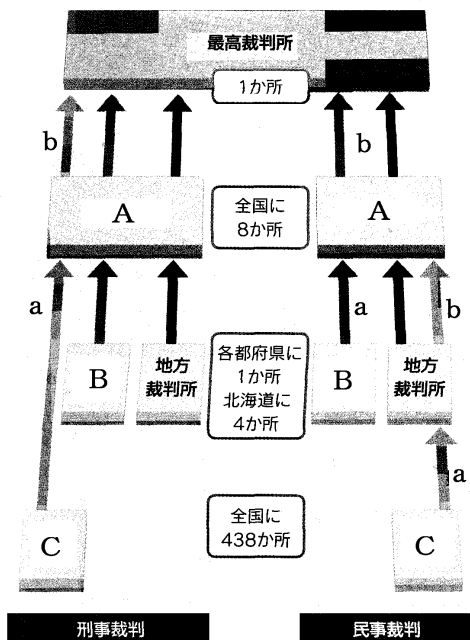 最高裁判所
1か所
b
b
A
全国に
8か所
A
a
a
b
B
地方
裁判所
各都府県に
1か所
北海道に
4か所
B
地方
裁判所
a
C
全国に
438か所
C
刑事裁判
民事裁判